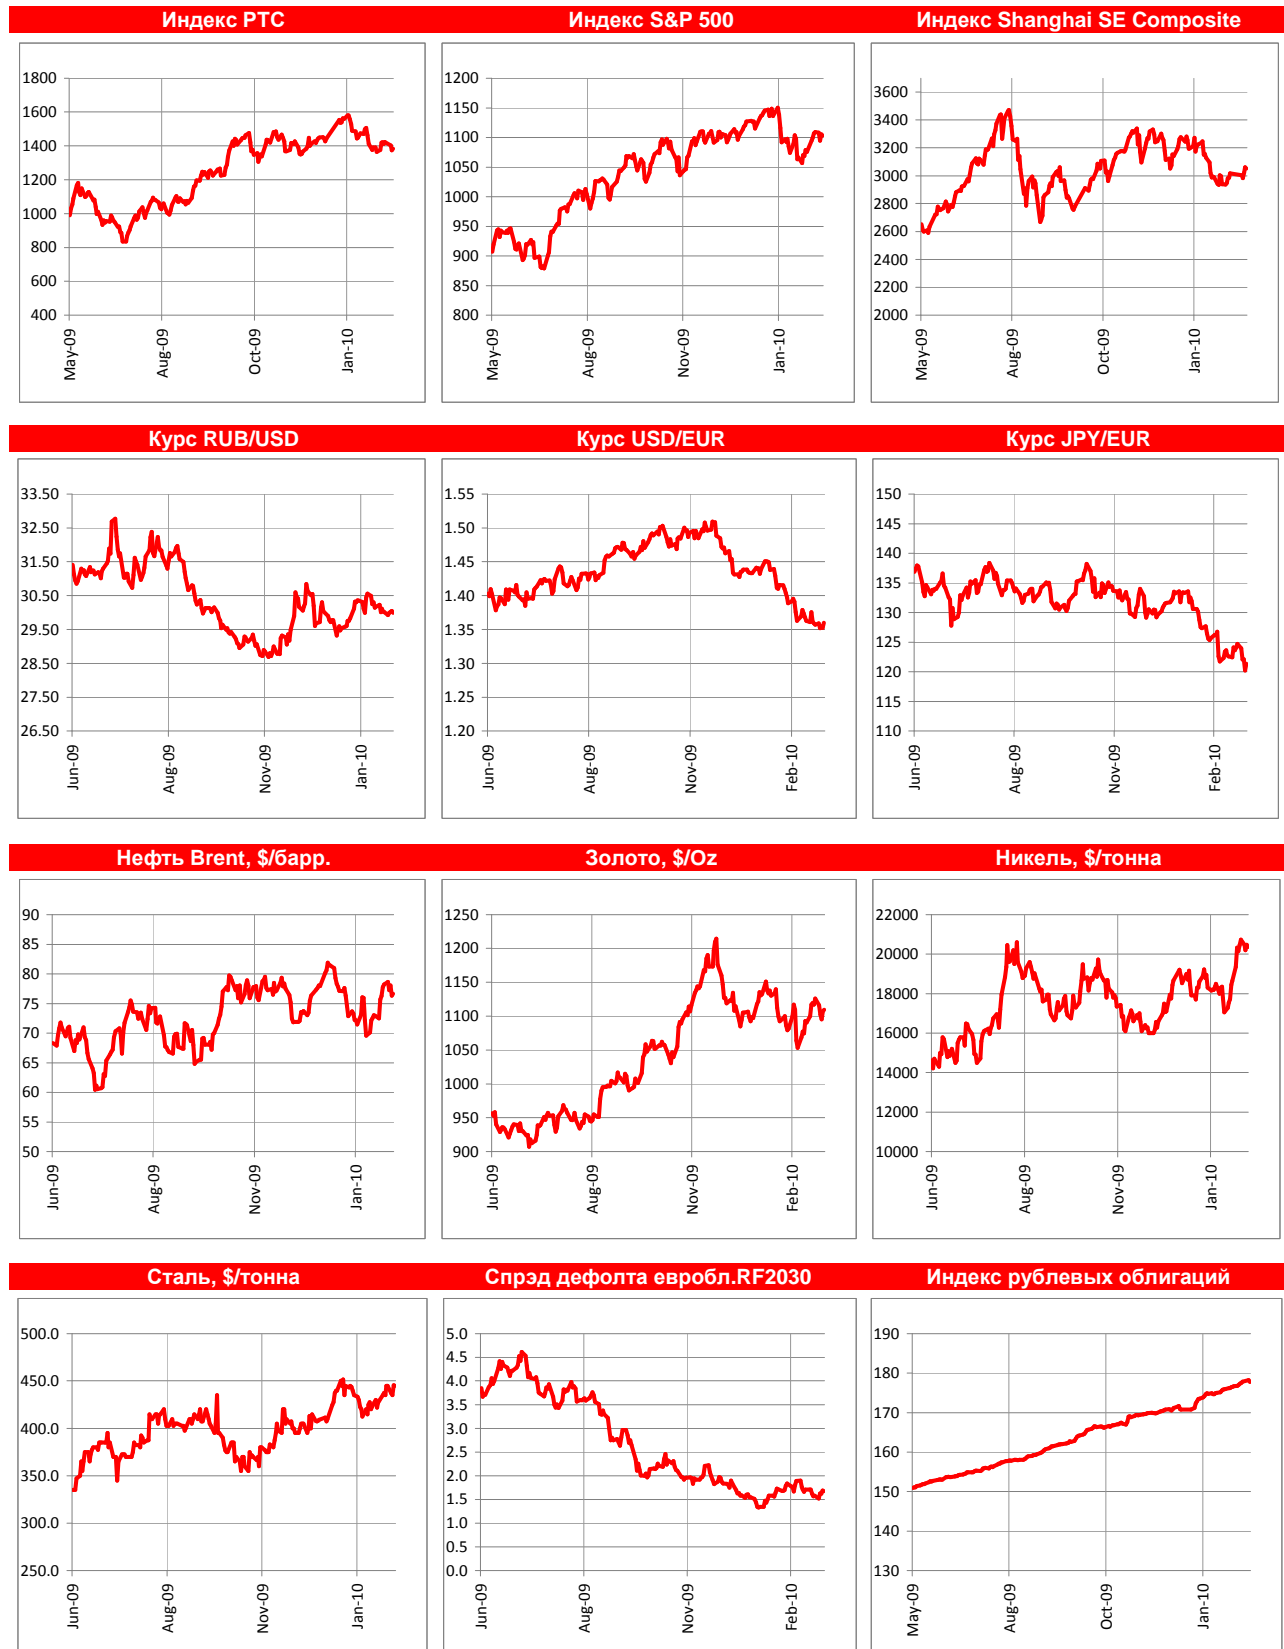 Индекс РТС
Индекс S&P 500
Индекс Shanghai SE Composite
1800
1600
1400
1200
1000
800
600
400
May-09
Aug-09
Oct-09
Jan-10
1200
1150
1100
1050
1000
950
900
850
800
May-09
Aug-09
Nov-09
Jan-10
3600
3400
3200
3000
2800
2600
2400
2200
2000
May-09
Aug-09
Oct-09
Jan-10
Курс RUB/USD
Курс USD/EUR
Курс JPY/EUR
33.50
32.50
31.50
30.50
29.50
28.50
27.50
26.50
Jun-09
Aug-09
Nov-09
Jan-10
1.55
1.50
1.45
1.40
1.35
1.30
1.25
1.20
Jun-09
Aug-09
Nov-09
Feb-10
150
145
140
135
130
125
120
115
110
Jun-09
Aug-09
Nov-09
Feb-10
Нефть Brent, $/барр.
Золото, $/Oz
Никель, $/тонна
90
85
80
75
70
65
60
55
50
Jun-09
Aug-09
Nov-09
Jan-10
1250
1200
1150
1100
1050
1000
950
900
Jun-09
Aug-09
Nov-09
Feb-10
22000
20000
18000
16000
14000
12000
10000
Jun-09
Aug-09
Nov-09
Jan-10
Сталь, $/тонна
Спрэд дефолта евробл.RF2030
Индекс рублевых облигаций
500.0
450.0
400.0
350.0
300.0
250.0
Jun-09
Aug-09
Nov-09
Jan-10
5.0
4.5
4.0
3.5
3.0
2.5
2.0
1.5
1.0
0.5
0.0
Jun-09
Aug-09
Nov-09
Feb-10
190
180
170
160
150
140
130
May-09
Aug-09
Oct-09
Jan-10